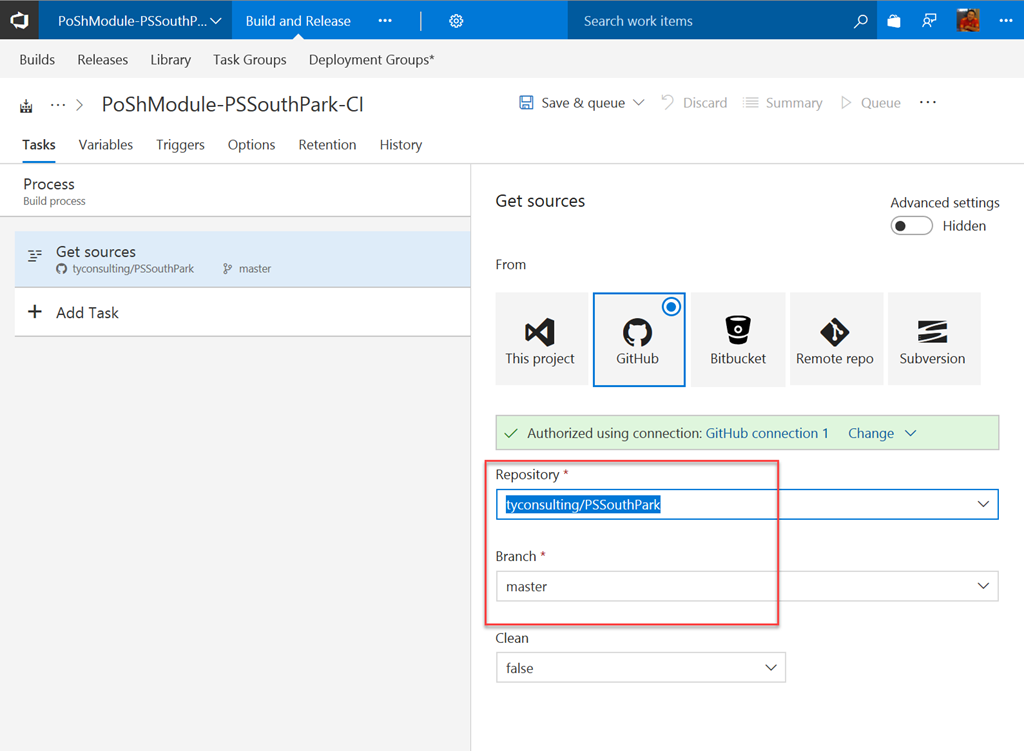 PoShModule-PSSouthP...
Build and Release
...
Search work items
...
Builds
Releases
Library
Task Groups
Deployment Groups*
...
PoShModule-PSSouthPark-CI
Save & queue
Discard
Summary
Queue
...
Tasks
Variables
Triggers
Options
Retention
History
Process
Build process
Get sources
tyconsulting/PSSouthPark
master
+ Add Task
Get sources
Advanced settings
Hidden
From
This project
GitHub
Bitbucket
Remote repo
Subversion
Authorized using connection: GitHub connection 1
Change
Repository *
tyconsulting/PSSouthPark
Branch *
master
Clean
false